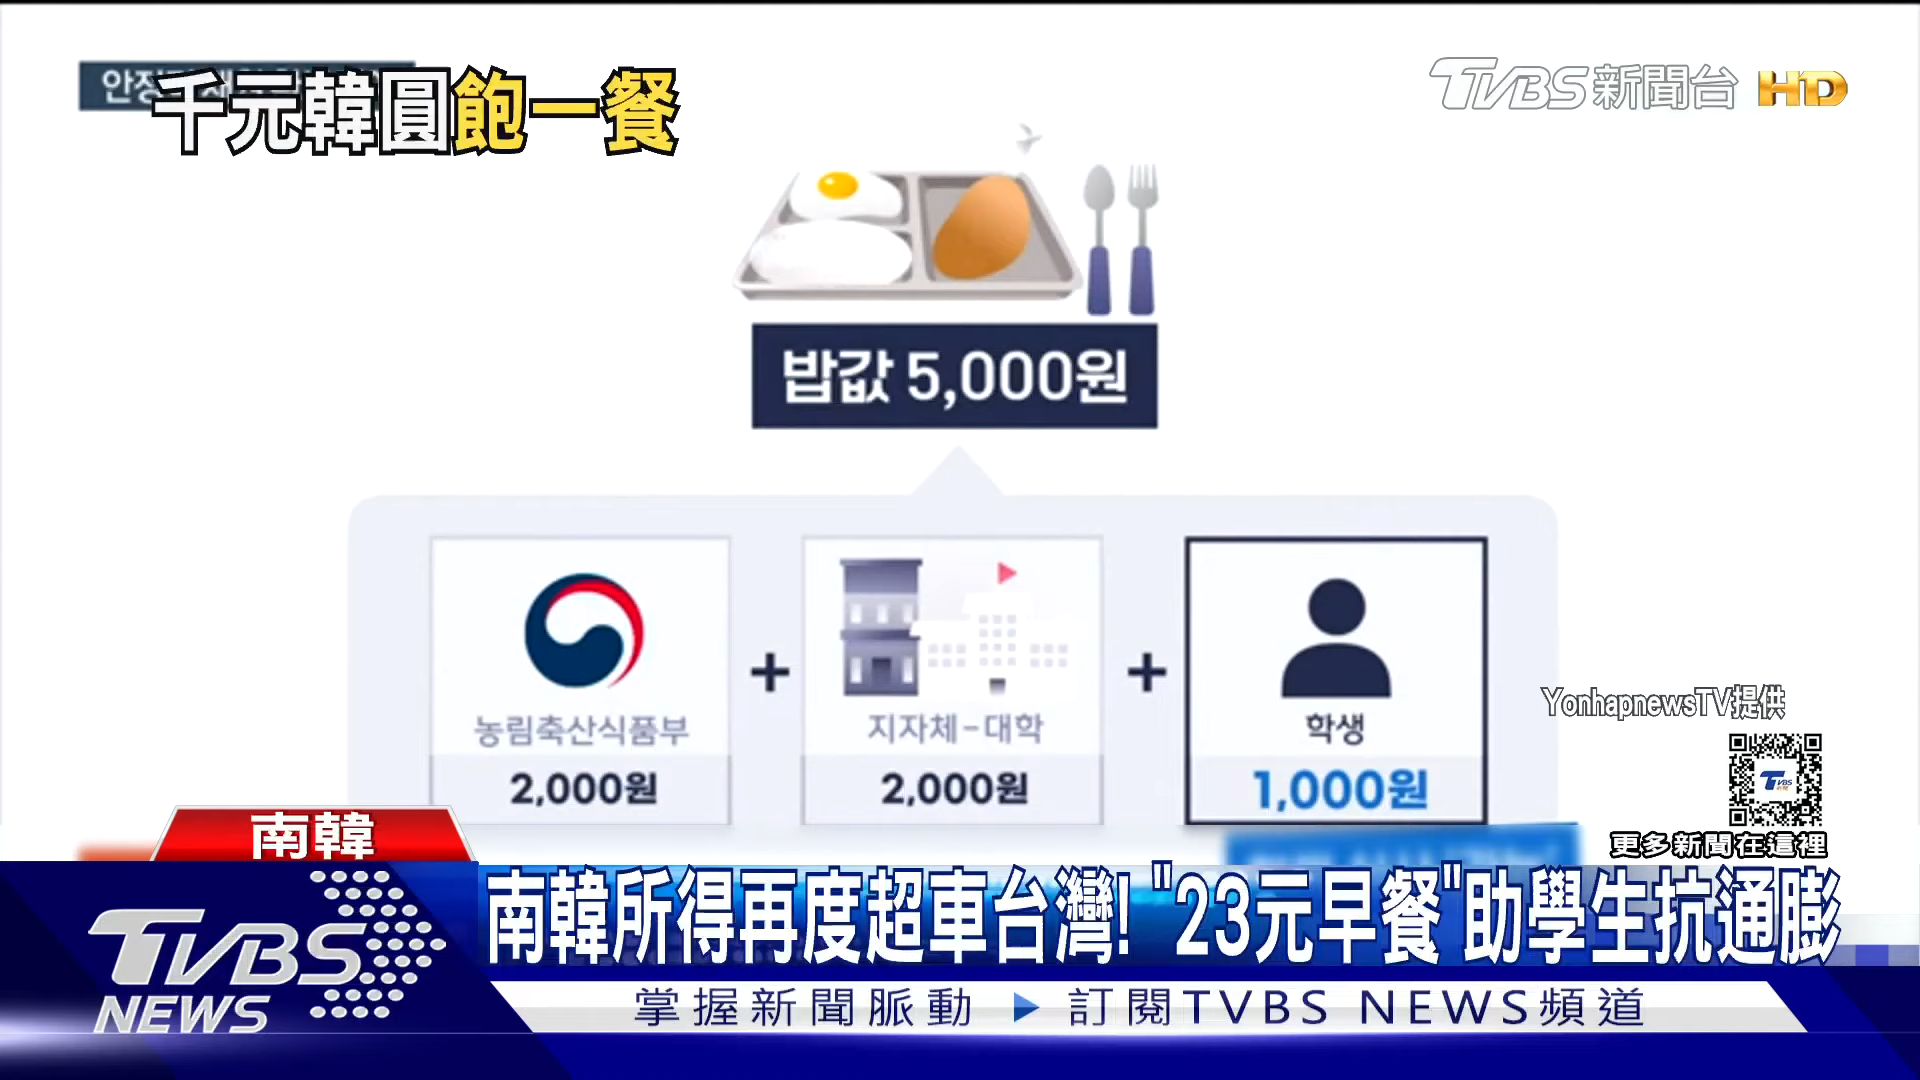 千元韓圓飽一餐
TVBS新聞台 HD
밥값 5,000원
농림축산식품부
2,000원
+
지자체-대학
2,000원
+
학생
1,000원
YonhapnewsTV提供
TVBS
更多新聞在這裡
南韓
南韓所得再度超車台灣! "23元早餐"助學生抗通膨
TVBS NEWS
掌握新聞脈動 ▶ 訂閱TVBS NEWS頻道